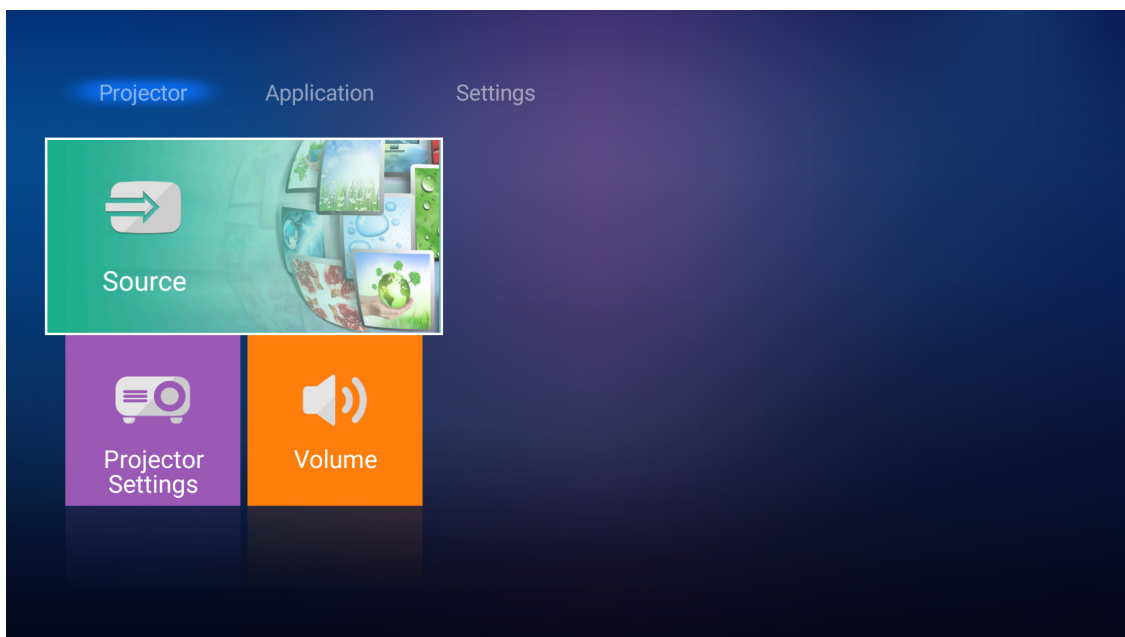 Projector Application Settings
Source
Projector
Settings
Volume